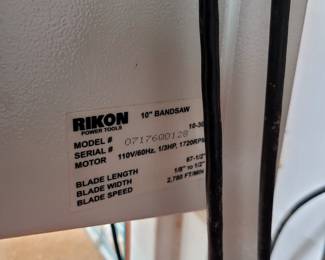 RIKON
POWER TOOLS
10" BANDSAW
MODEL # 10-30
SERIAL # 0717600128
MOTOR 110V/60Hz, 1/3HP, 1720RPM
BLADE LENGTH 67-1/2"
BLADE WIDTH 1/8" to 1/2"
BLADE SPEED 2,780 FT/MIN